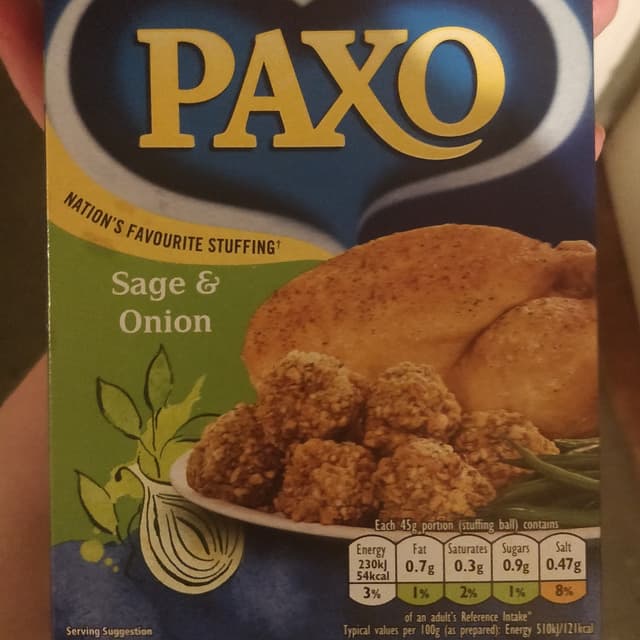 PAXO
NATION'S FAVOURITE STUFFING†
Sage &
Onion
Each 45g portion (stuffing ball) contains
Energy Fat Saturates Sugars Salt
230kJ
54kcal 0.7g 0.3g 0.9g 0.47g
3% 1% 2% 1% 8%
of an adult's Reference Intake*
Typical values per 100g (as prepared): Energy 510kJ/121kcal
Serving Suggestion